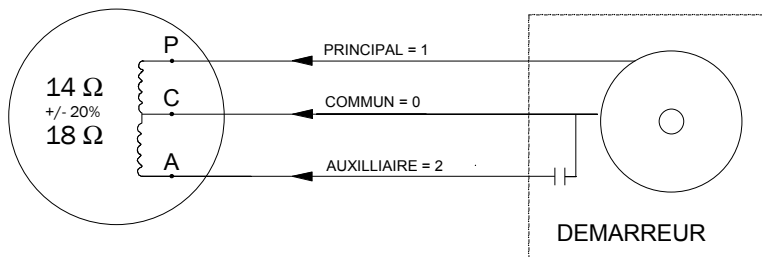 P
PRINCIPAL = 1
14 Ω
+/- 20%
18 Ω
C
COMMUN = 0
A
AUXILLIAIRE = 2
DEMARREUR